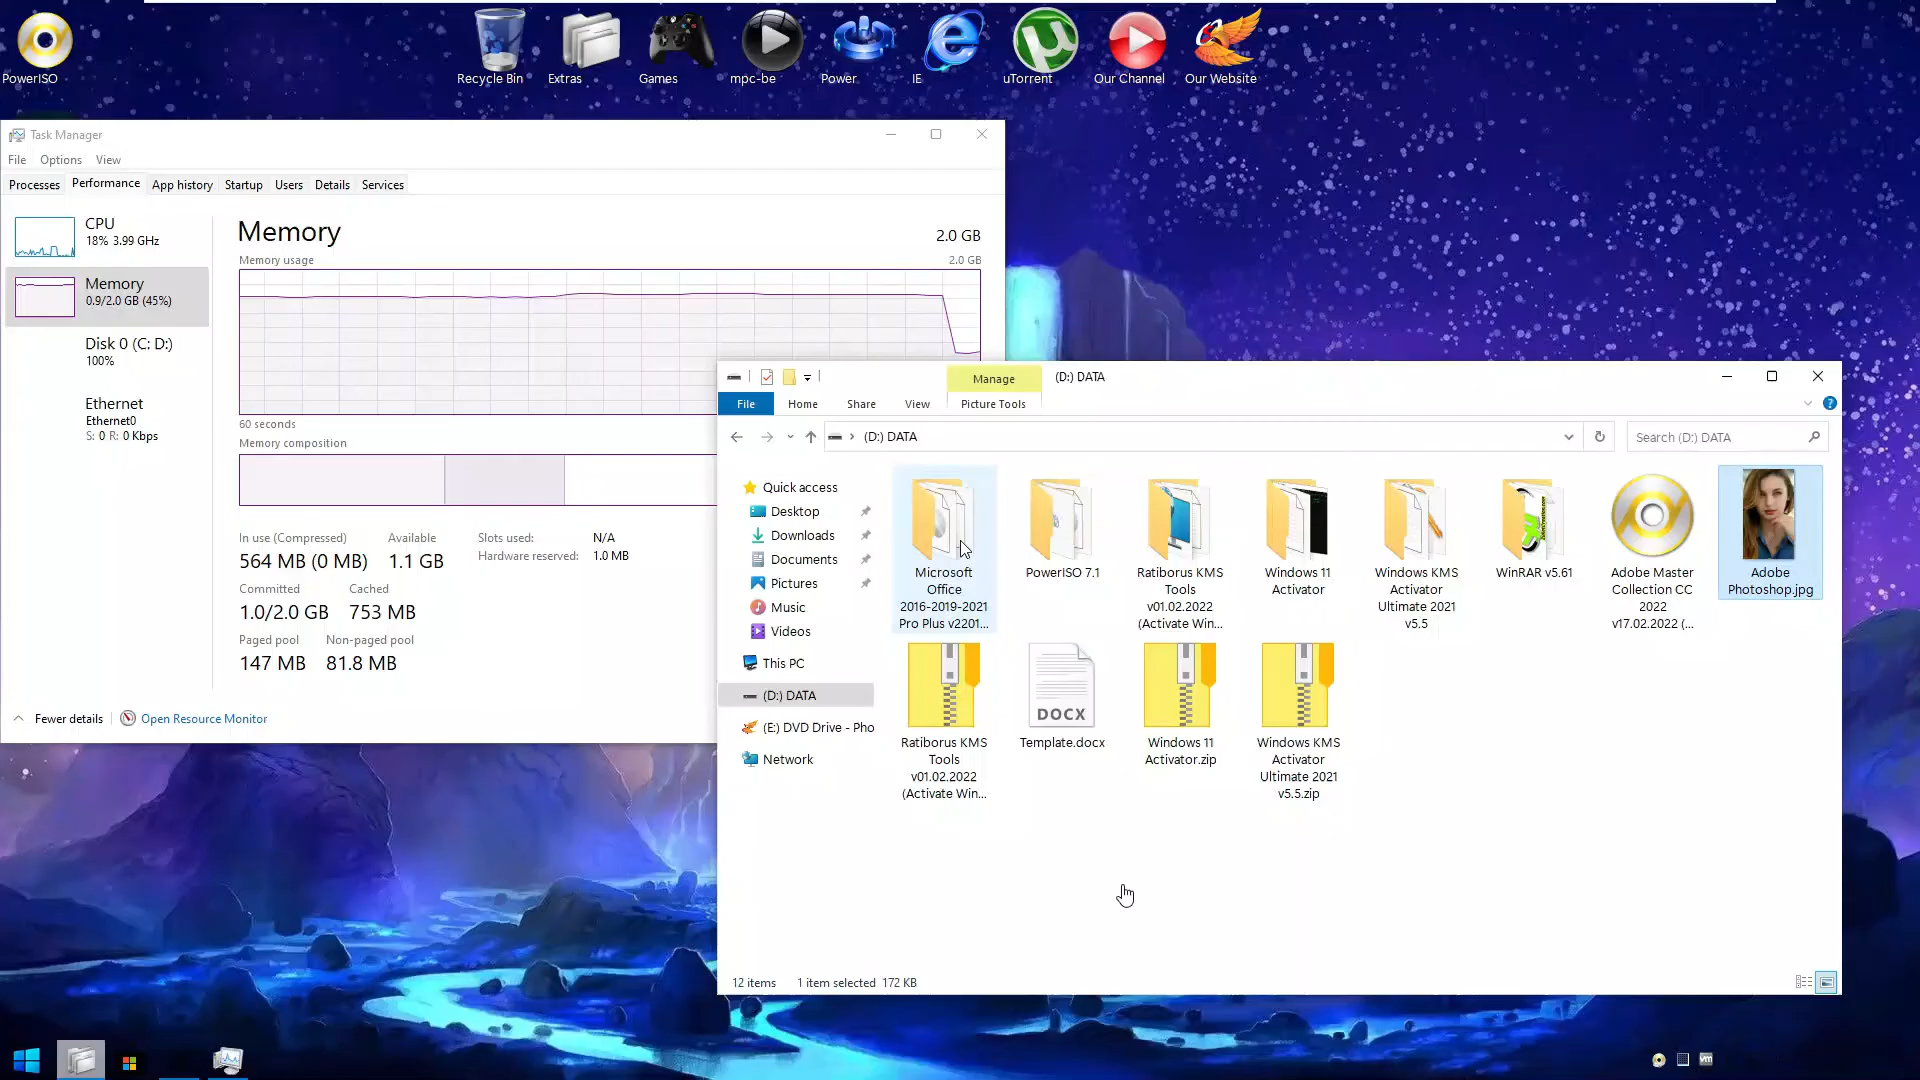 PowerISO
Recycle Bin
Extras
Games
mpc-be
Power
IE
uTorrent
Our Channel
Our Website
Task Manager
File Options View
Processes Performance App history Startup Users Details Services
CPU
18% 3.99 GHz
Memory
0.9/2.0 GB (45%)
Disk 0 (C: D:)
100%
Ethernet
Ethernet0
S: 0 R: 0 Kbps
Memory
2.0 GB
Memory usage
2.0 GB
60 seconds
Memory composition
In use (Compressed)
564 MB (0 MB)
Available
1.1 GB
Slots used: N/A
Hardware reserved: 1.0 MB
Committed
1.0/2.0 GB
Cached
753 MB
Paged pool
147 MB
Non-paged pool
81.8 MB
Fewer details
Open Resource Monitor
Manage
(D:) DATA
File Home Share View Picture Tools
(D:) DATA
Search (D:) DATA
Quick access
Desktop
Downloads
Documents
Pictures
Music
Videos
This PC
(D:) DATA
(E:) DVD Drive - Pho
Network
Microsoft
Office
2016-2019-2021
Pro Plus v2201...
PowerISO 7.1
Ratiborus KMS
Tools
v01.02.2022
(Activate Win...
Windows 11
Activator
Windows KMS
Activator
Ultimate 2021
v5.5
WinRAR v5.61
Adobe Master
Collection CC
2022
v17.02.2022 (...
Adobe
Photoshop.jpg
Ratiborus KMS
Tools
v01.02.2022
(Activate Win...
DOCX
Template.docx
Windows 11
Activator.zip
Windows KMS
Activator
Ultimate 2021
v5.5.zip
12 items 1 item selected 172 KB
vm